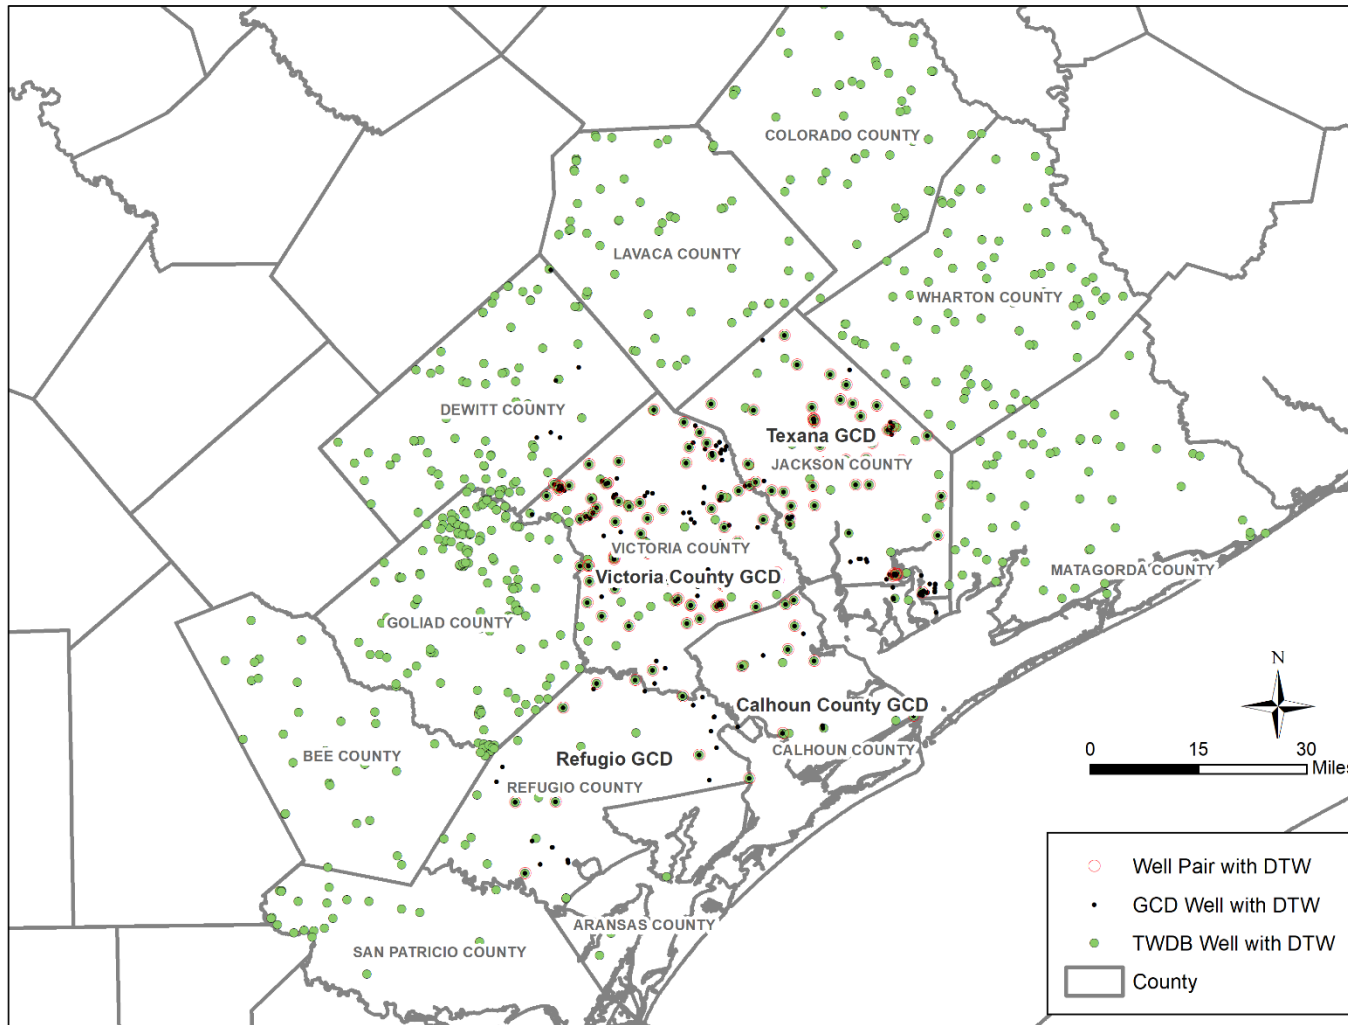 COLORADO COUNTY
LAVACA COUNTY
WHARTON COUNTY
DEWITT COUNTY
Texana GCD
JACKSON COUNTY
VICTORIA COUNTY
Victoria County GCD
MATAGORDA COUNTY
GOLIAD COUNTY
N
Calhoun County GCD
BEE COUNTY
CALHOUN COUNTY
Refugio GCD
REFUGIO COUNTY
0 15 30
Miles
Well Pair with DTW
GCD Well with DTW
TWDB Well with DTW
County
ARANSAS COUNTY
SAN PATRICIO COUNTY